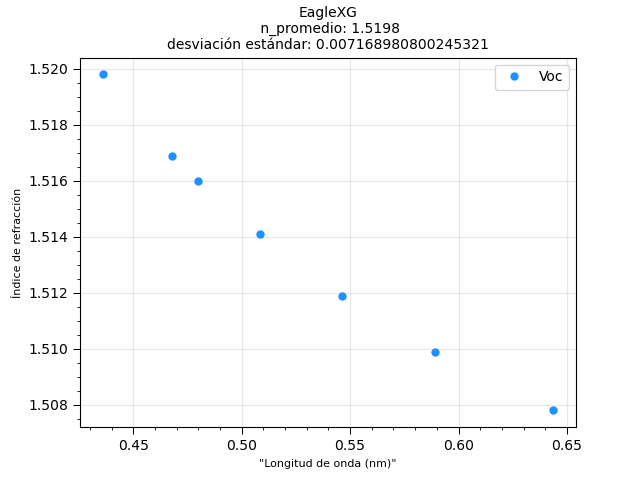 EagleXG
n_promedio: 1.5198
desviación estándar: 0.007168980800245321
Voc
1.520
1.518
1.516
1.514
1.512
1.510
1.508
Índice de refracción
0.45 0.50 0.55 0.60 0.65
"Longitud de onda (nm)"